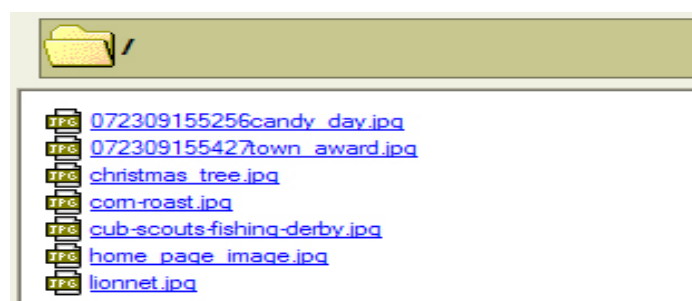 /
072309155256candy_day.jpg
072309155427town_award.jpg
christmas_tree.jpg
corn-roast.jpg
cub-scouts-fishing-derby.jpg
home_page_image.jpg
lionnet.jpg